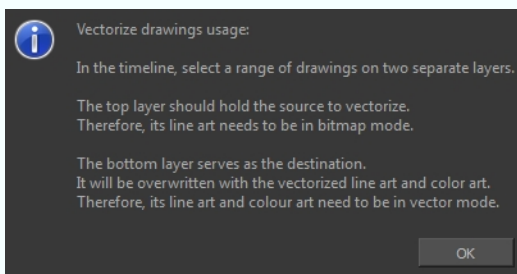 Vectorize drawings usage:
In the timeline, select a range of drawings on two separate layers.
The top layer should hold the source to vectorize.
Therefore, its line art needs to be in bitmap mode.
The bottom layer serves as the destination.
It will be overwritten with the vectorized line art and color art.
Therefore, its line art and colour art need to be in vector mode.
OK